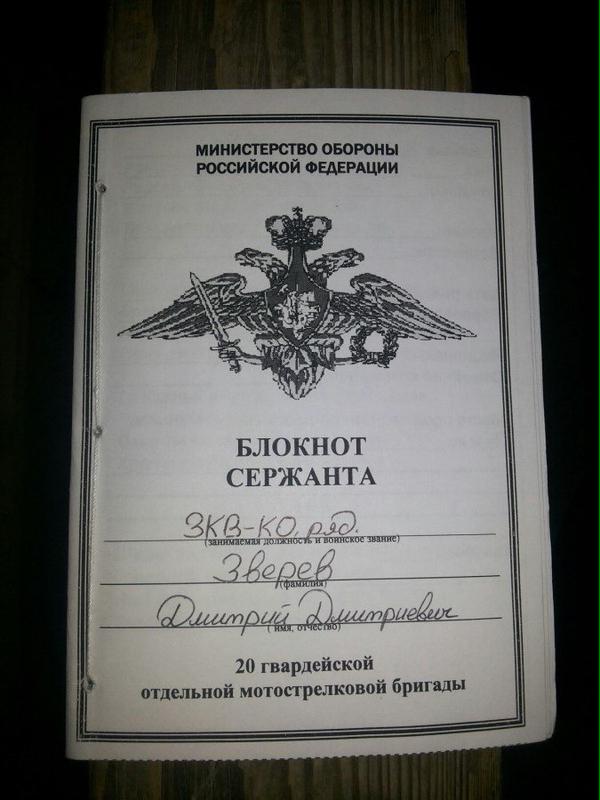 МИНИСТЕРСТВО ОБОРОНЫ
РОССИЙСКОЙ ФЕДЕРАЦИИ
БЛОКНОТ
СЕРЖАНТА
ЗКВ-КО, ряд.
(занимаемая должность и воинское звание)
Зверев
(фамилия)
Дмитрий Дмитриевич
( имя, отчество)
20 гвардейской
отдельной мотострелковой бригады